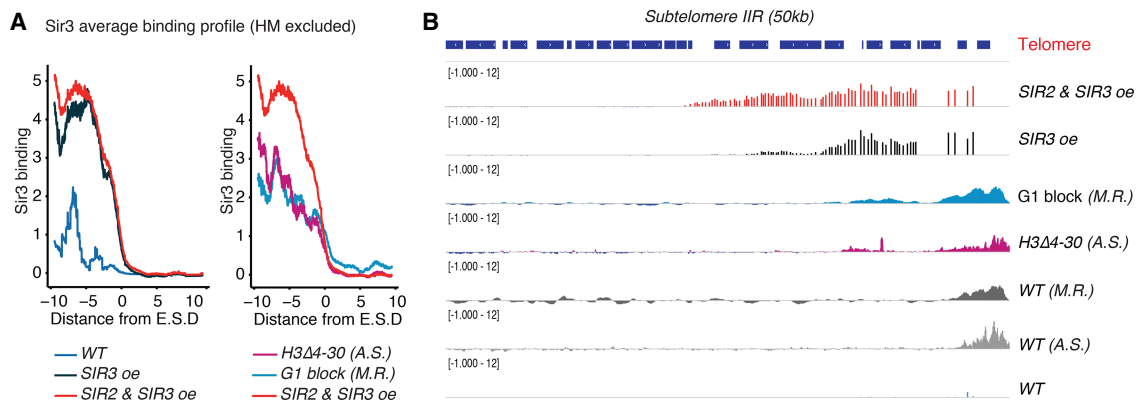 A
Sir3 average binding profile (HM excluded)
Sir3 binding
5
4
3
2
1
0
−10 −5 0 5 10
Distance from E.S.D
WT
SIR3 oe
SIR2 & SIR3 oe
Sir3 binding
5
4
3
2
1
0
−10 −5 0 5 10
Distance from E.S.D
H3Δ4-30 (A.S.)
G1 block (M.R.)
SIR2 & SIR3 oe
B
Subtelomere IIR (50kb)
Telomere
[-1.000 - 12]
SIR2 & SIR3 oe
[-1.000 - 12]
SIR3 oe
[-1.000 - 12]
G1 block (M.R.)
[-1.000 - 12]
H3Δ4-30 (A.S.)
[-1.000 - 12]
WT (M.R.)
[-1.000 - 12]
WT (A.S.)
[-1.000 - 12]
WT